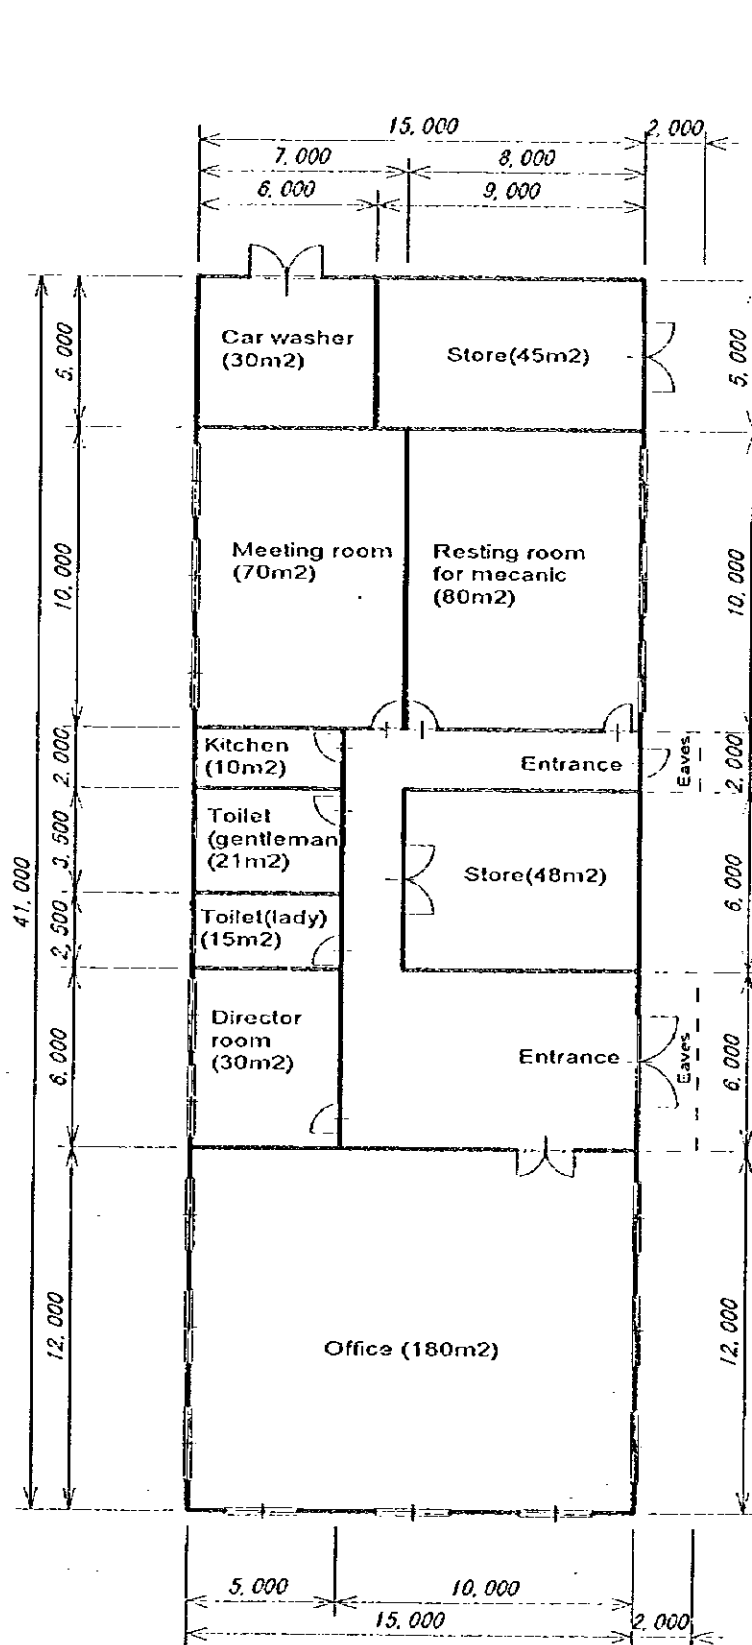 15,000
2,000
7,000
8,000
6,000
9,000
5,000
Car washer
(30m2)
Store(45m2)
5,000
10,000
Meeting room
(70m2)
Resting room
for mecanic
(80m2)
10,000
2,000
Kitchen
(10m2)
Entrance
Eaves
2,000
41,000
3,500
Toilet
(gentleman
(21m2)
Store(48m2)
6,000
2,500
Toilet(lady)
(15m2)
6,000
Director
room
(30m2)
Entrance
Eaves
6,000
12,000
Office (180m2)
12,000
5,000
10,000
15,000
2,000